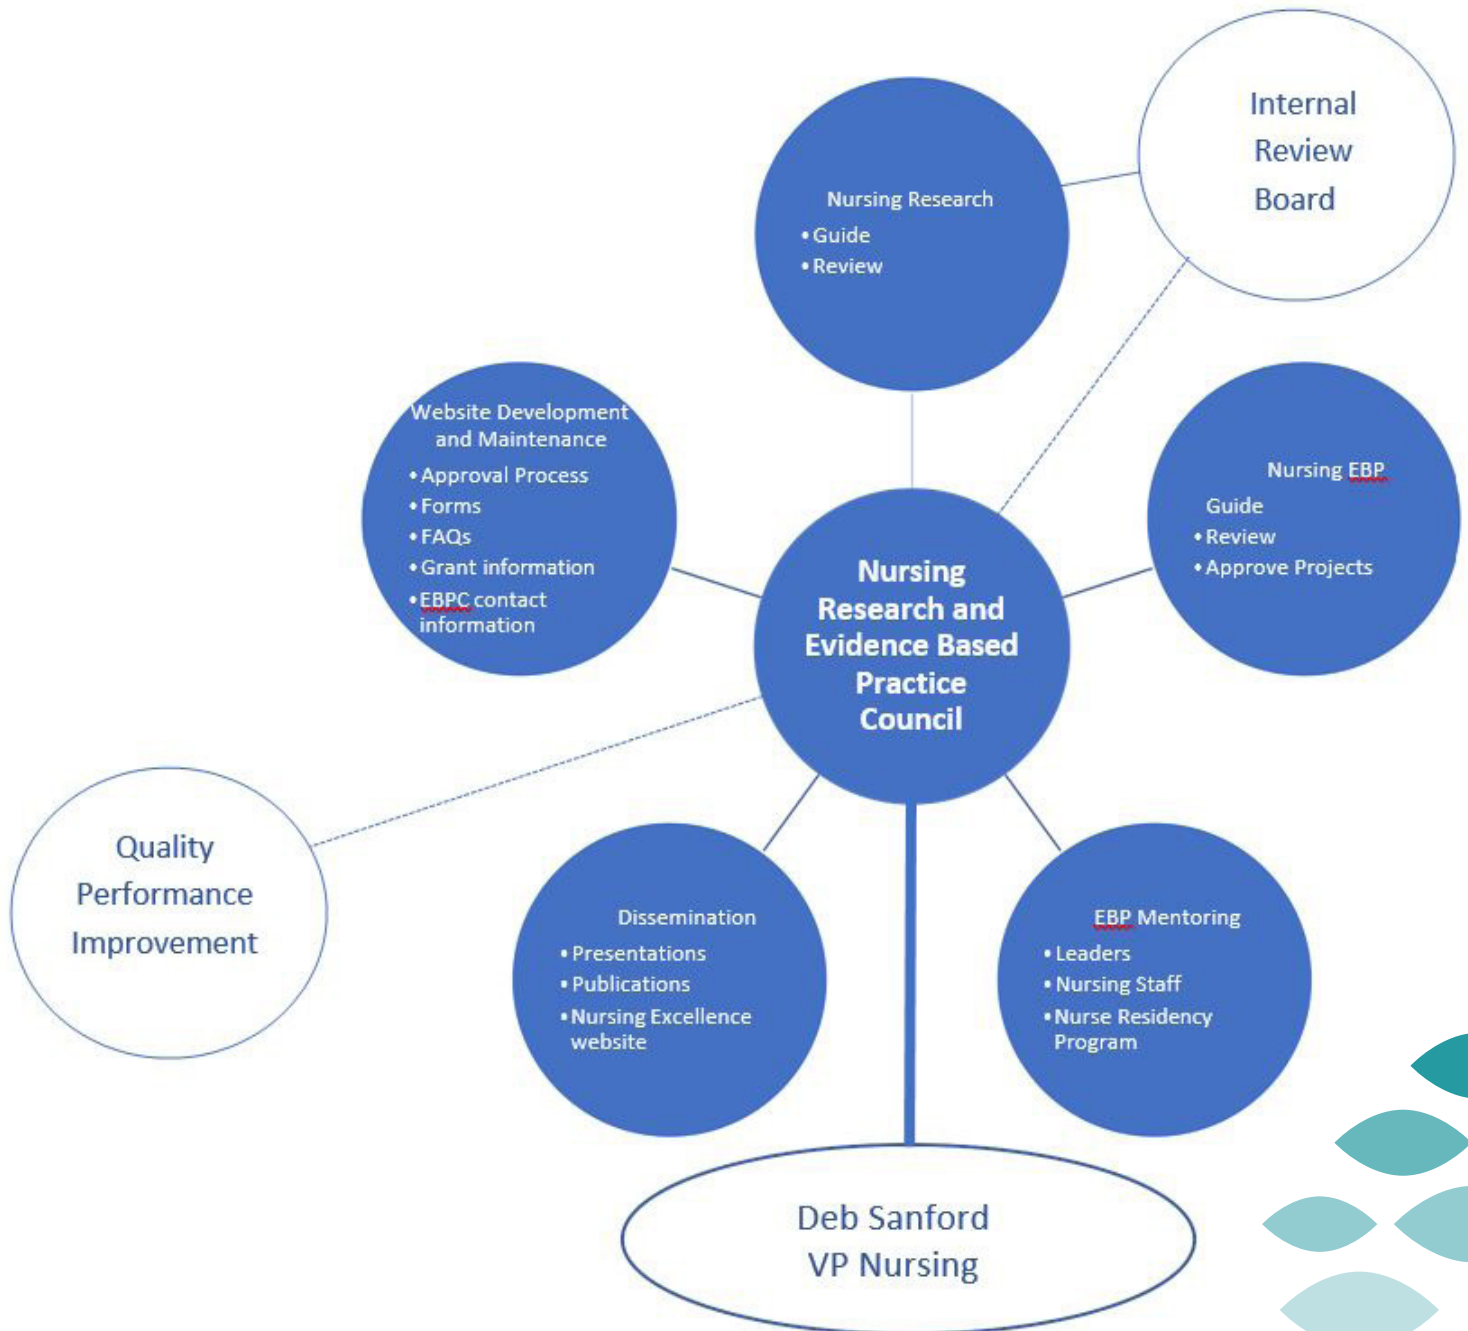 Internal
Review
Board
Nursing Research
• Guide
• Review
Website Development
and Maintenance
• Approval Process
• Forms
• FAQs
• Grant information
• EBPC contact
information
Nursing EBP
Guide
• Review
• Approve Projects
Nursing
Research and
Evidence Based
Practice
Council
Quality
Performance
Improvement
Dissemination
• Presentations
• Publications
• Nursing Excellence
website
EBP Mentoring
• Leaders
• Nursing Staff
• Nurse Residency
Program
Deb Sanford
VP Nursing